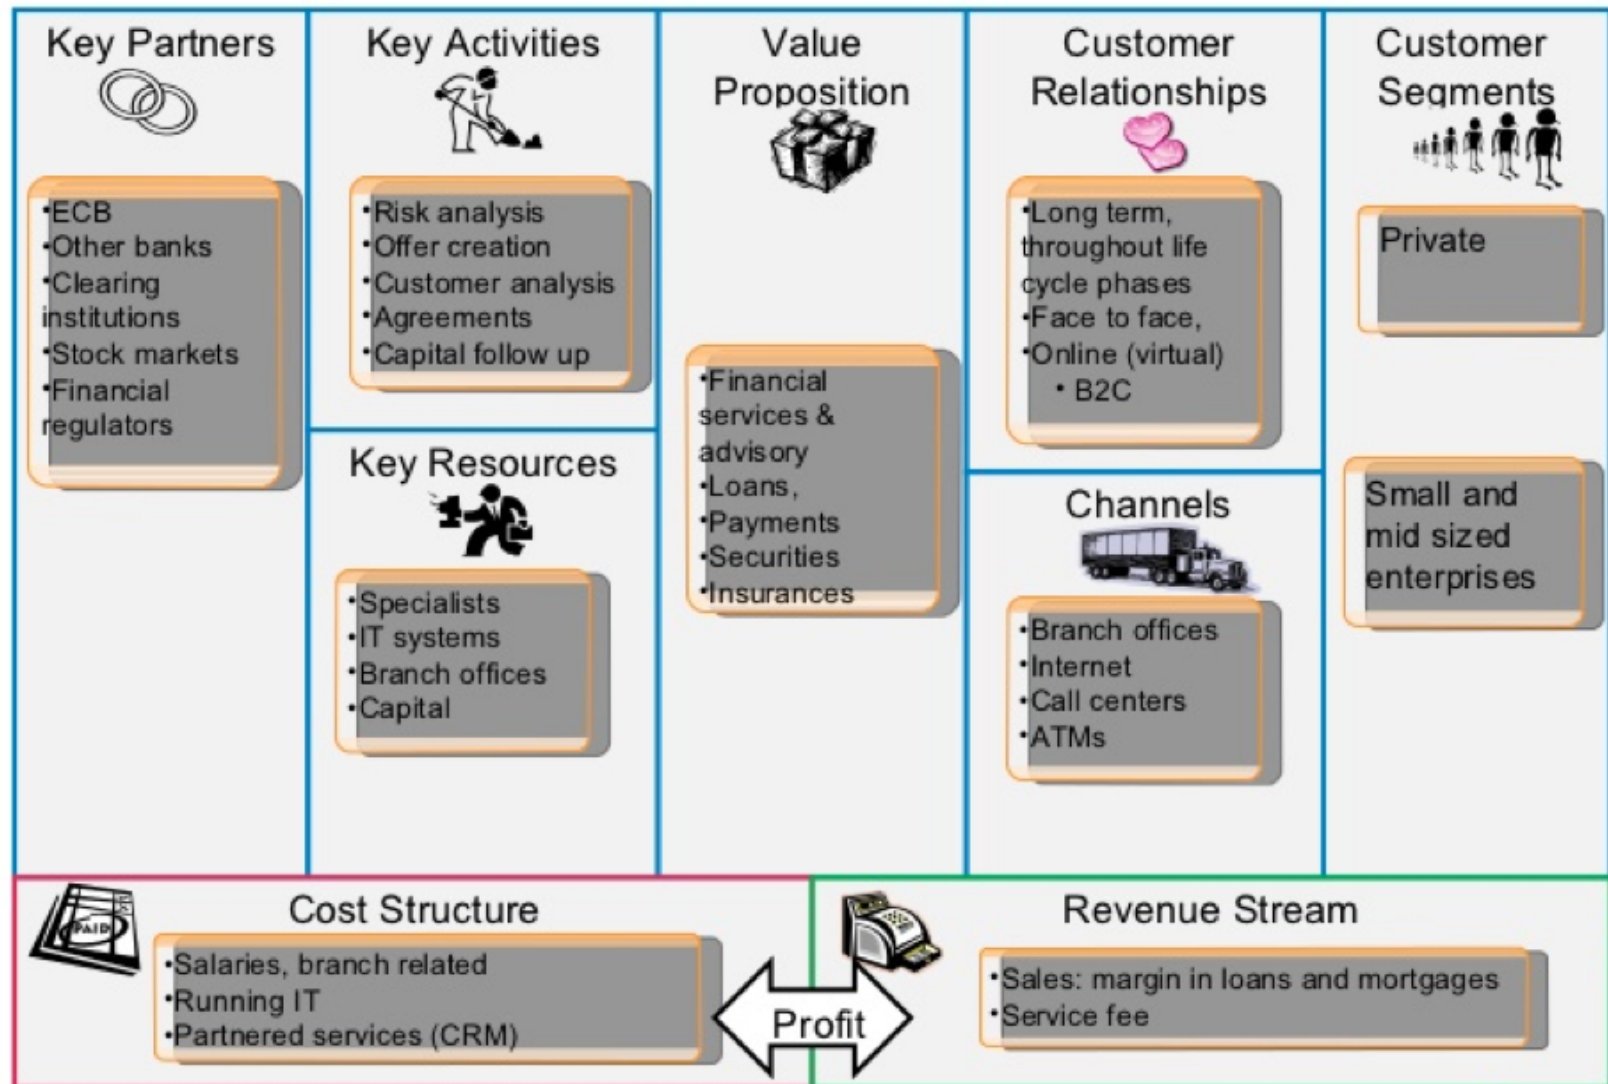 Key Partners
•ECB
•Other banks
•Clearing
institutions
•Stock markets
•Financial
regulators
Key Activities
•Risk analysis
•Offer creation
•Customer analysis
•Agreements
•Capital follow up
Key Resources
•Specialists
•IT systems
•Branch offices
•Capital
Value
Proposition
•Financial
services &
advisory
•Loans,
•Payments
•Securities
•Insurances
Customer
Relationships
•Long term,
throughout life
cycle phases
•Face to face,
•Online (virtual)
• B2C
Channels
•Branch offices
•Internet
•Call centers
•ATMs
Customer
Segments
Private
Small and
mid sized
enterprises
PAID
Cost Structure
•Salaries, branch related
•Running IT
•Partnered services (CRM)
Profit
Revenue Stream
•Sales: margin in loans and mortgages
•Service fee